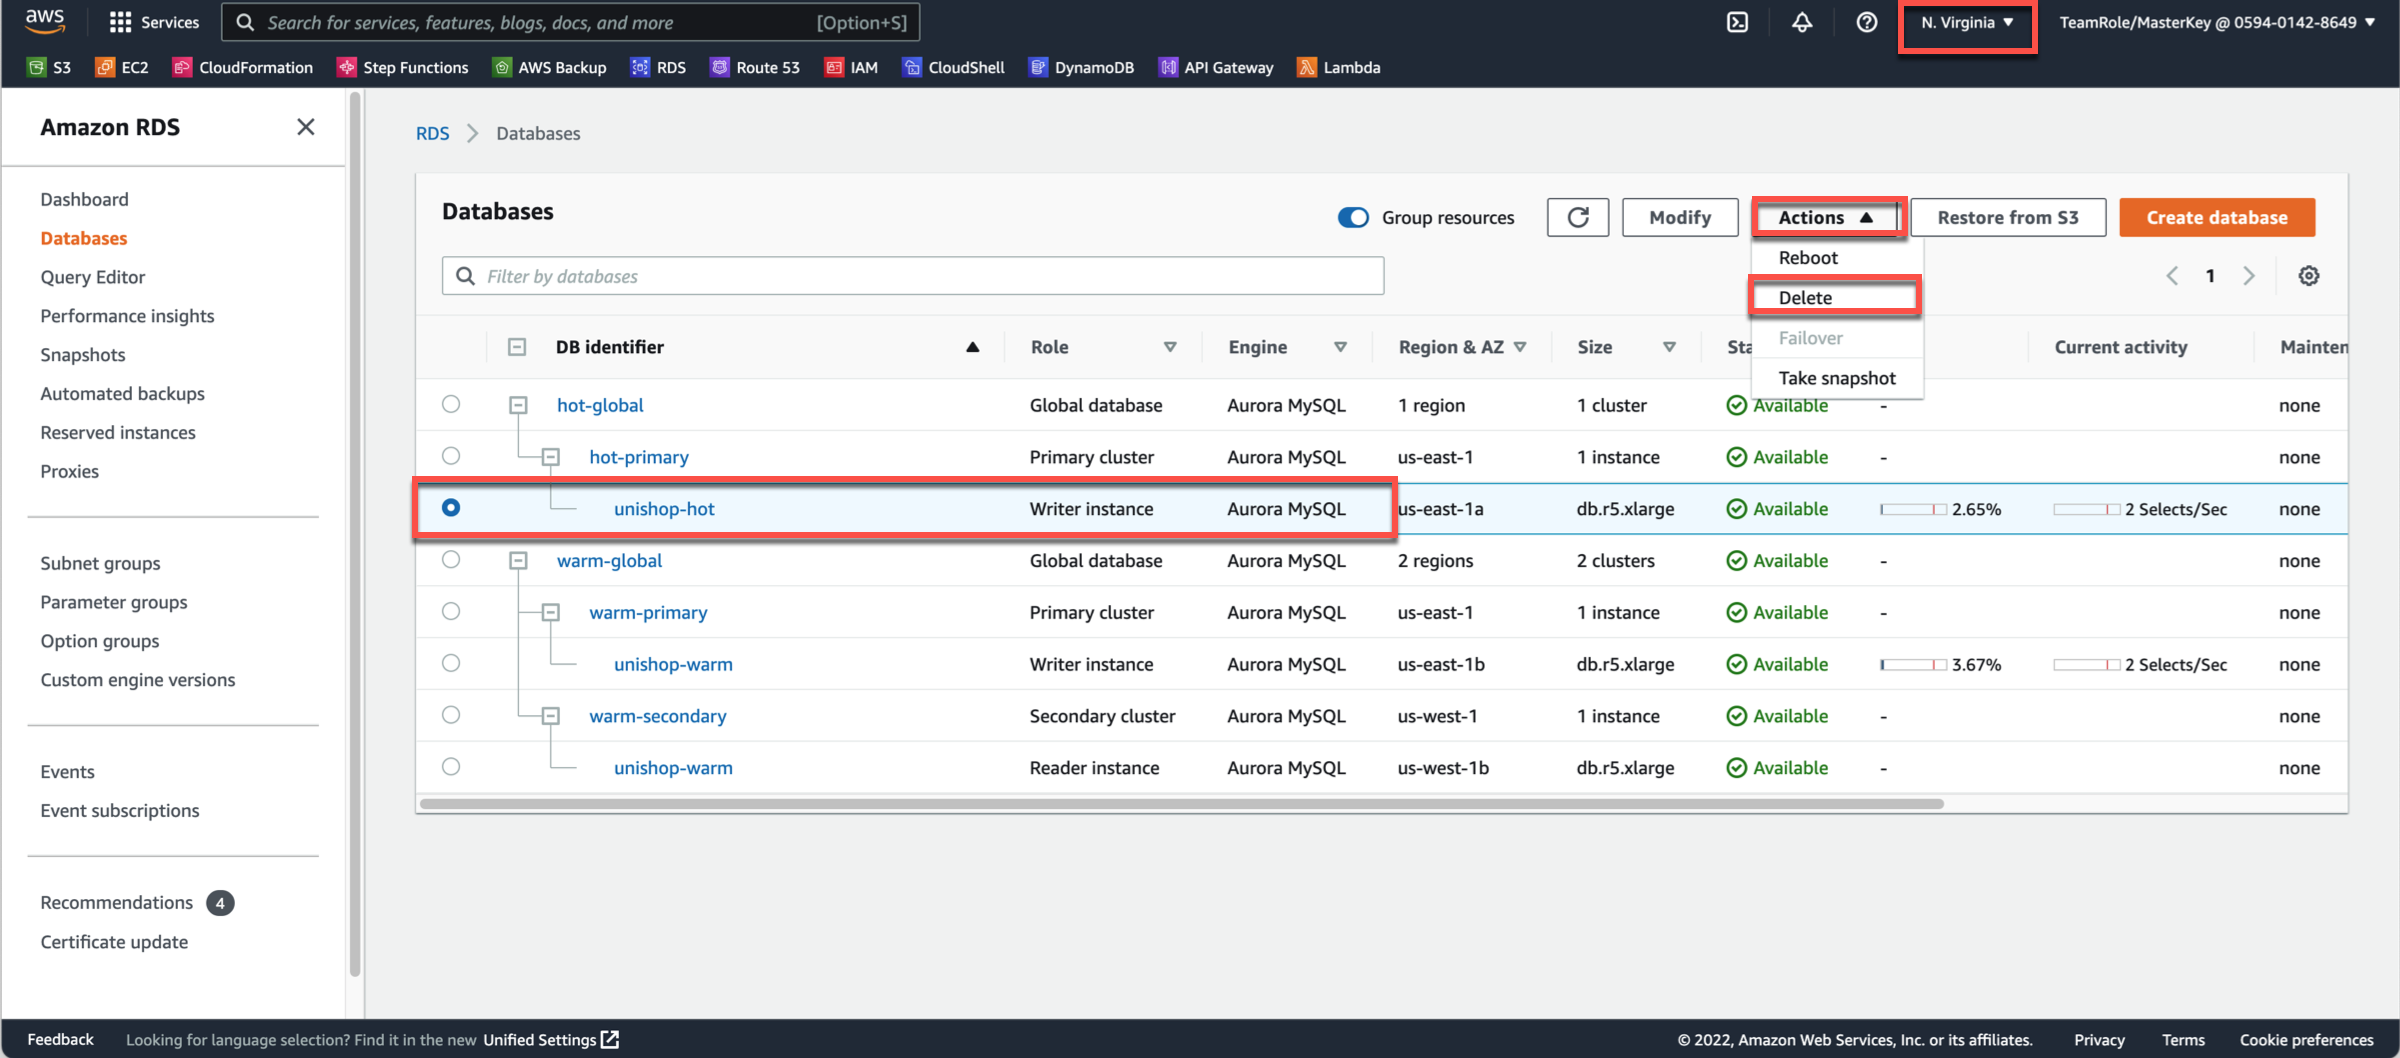 aws Services Search for services, features, blogs, docs, and more [Option+S] N. Virginia ▼ TeamRole/MasterKey @ 0594-0142-8649 ▼
S3 EC2 CloudFormation Step Functions AWS Backup RDS Route 53 IAM CloudShell DynamoDB API Gateway Lambda
Amazon RDS
Dashboard
Databases
Query Editor
Performance insights
Snapshots
Automated backups
Reserved instances
Proxies
Subnet groups
Parameter groups
Option groups
Custom engine versions
Events
Event subscriptions
Recommendations 4
Certificate update
RDS > Databases
Databases
Group resources Modify Actions ▲ Restore from S3 Create database
Reboot
Delete
Failover
Take snapshot
Filter by databases
< 1 >
DB identifier Role Engine Region & AZ Size Sta Current activity Mainten
hot-global Global database Aurora MySQL 1 region 1 cluster Available - none
hot-primary Primary cluster Aurora MySQL us-east-1 1 instance Available - none
unishop-hot Writer instance Aurora MySQL us-east-1a db.r5.xlarge Available 2.65% 2 Selects/Sec none
warm-global Global database Aurora MySQL 2 regions 2 clusters Available - none
warm-primary Primary cluster Aurora MySQL us-east-1 1 instance Available - none
unishop-warm Writer instance Aurora MySQL us-east-1b db.r5.xlarge Available 3.67% 2 Selects/Sec none
warm-secondary Secondary cluster Aurora MySQL us-west-1 1 instance Available - none
unishop-warm Reader instance Aurora MySQL us-west-1b db.r5.xlarge Available - none
Feedback Looking for language selection? Find it in the new Unified Settings © 2022, Amazon Web Services, Inc. or its affiliates. Privacy Terms Cookie preferences